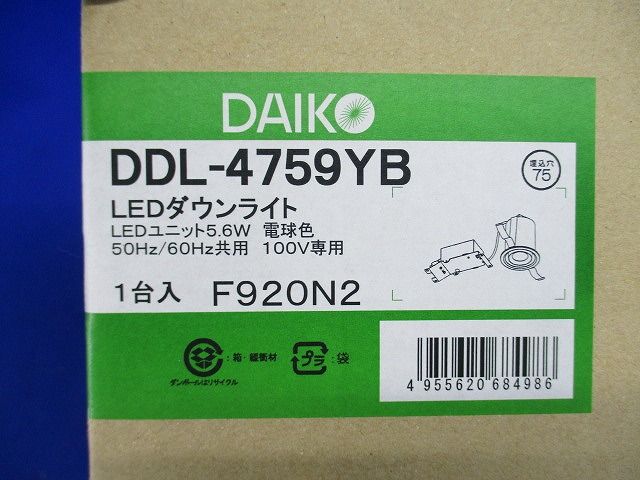 DAIKO
DDL-4759YB
埋込穴
75
LEDダウンライト
LEDユニット5.6W 電球色
50Hz/60Hz共用 100V専用
1台入 F920N2
:箱・緩衝材
ダンボールはリサイクル
プラ
:袋
4 955620 684986